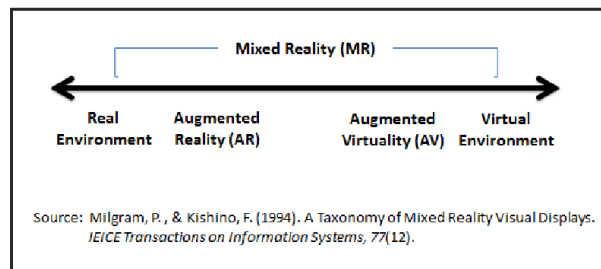 Mixed Reality (MR)
Real Environment
Augmented Reality (AR)
Augmented Virtuality (AV)
Virtual Environment
Source: Milgram, P., & Kishino, F. (1994). A Taxonomy of Mixed Reality Visual Displays.
IEICE Transactions on Information Systems, 77(12).